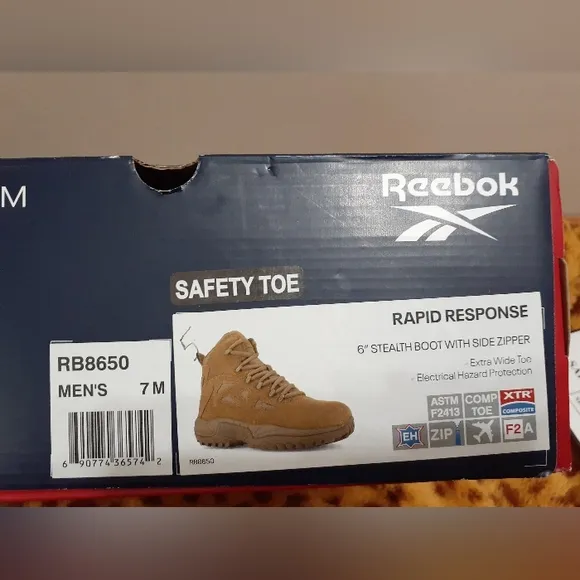 M
Reebok
SAFETY TOE
RAPID RESPONSE
6" STEALTH BOOT WITH SIDE ZIPPER
- Extra Wide Toe
- Electrical Hazard Protection
RB8650
MEN'S 7 M
6 90774 36574 2
ASTM F2413
COMP TOE
XTR COMPOSITE
EH
ZIP
F2 A
RB8650